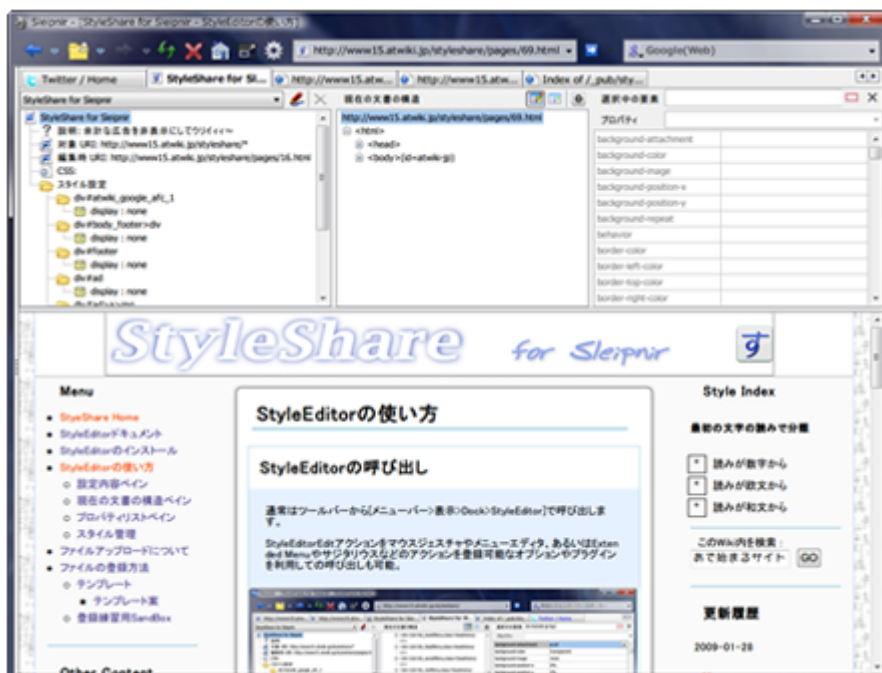 Sleipnir - [StyleShare for Sleipnir - StyleEditorの使い方]
http://www15.atwiki.jp/styleshare/pages/69.html
Google(Web)
Twitter / Home
StyleShare for Sl...
http://www15.atw...
http://www15.atw...
Index of /_pub/sty...
StyleShare for Sleipnir
現在の文書の構造
選択中の要素
StyleShare for Sleipnir
説明: 余計な広告を非表示にしてウジイィィ～
対象 URI: http://www15.atwiki.jp/styleshare/*
編集時 URI: http://www15.atwiki.jp/styleshare/pages/16.html
CSS:
スタイル設定
div#atwiki_google_afc_1
display : none
div#body_footer>div
display : none
div#footer
display : none
div#ad
display : none
http://www15.atwiki.jp/styleshare/pages/69.html
<html>
<head>
<body>(id=atwiki-jp)
プロパティ
background-attachment
background-color
background-image
background-position-x
background-position-y
background-repeat
behavior
border-color
border-left-color
border-top-color
border-right-color
StyleShare for Sleipnir
す
Menu
StyeShare Home
StyleEditorドキュメント
StyleEditorのインストール
StyleEditorの使い方
設定内容ペイン
現在の文書の構造ペイン
プロパティリストペイン
スタイル管理
ファイルアップロードについて
ファイルの登録方法
テンプレート
テンプレート案
登録練習用SandBox
Other Content
StyleEditorの使い方
StyleEditorの呼び出し
通常はツールバーから[メニューバー>表示>Dock>StyleEditor]で呼び出しま
す。
StyleEditorEditアクションをマウスジェスチャやメニューエディタ、あるいはExten
ded Menuやサジタリウスなどのアクションを登録可能なオプションやプラグイン
を利用しての呼び出しも可能。
Style Index
最初の文字の読みで分類
* 読みが数字から
* 読みが欧文から
* 読みが和文から
このWiki内を検索 :
あで始まるサイト
GO
更新履歴
2009-01-28